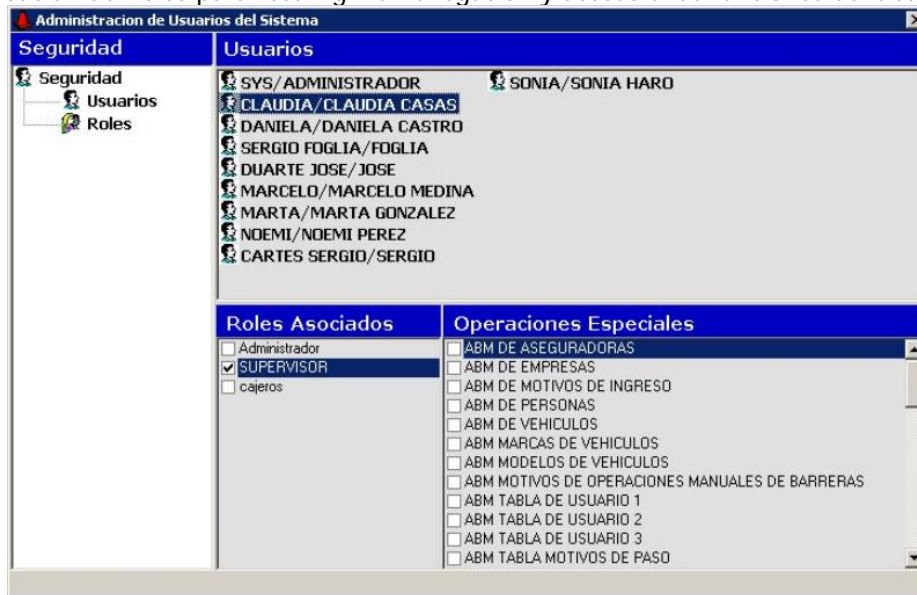 Administracion de Usuarios del Sistema
Seguridad
Usuarios
Seguridad
Usuarios
Roles
SYS/ADMINISTRADOR
CLAUDIA/CLAUDIA CASAS
DANIELA/DANIELA CASTRO
SERGIO FOGLIA/FOGLIA
DUARTE JOSE/JOSE
MARCELO/MARCELO MEDINA
MARTA/MARTA GONZALEZ
NOEMI/NOEMI PEREZ
CARTES SERGIO/SERGIO
SONIA/SONIA HARO
Roles Asociados
Administrador
SUPERVISOR
cajeros
Operaciones Especiales
ABM DE ASEGURADORAS
ABM DE EMPRESAS
ABM DE MOTIVOS DE INGRESO
ABM DE PERSONAS
ABM DE VEHICULOS
ABM MARCAS DE VEHICULOS
ABM MODELOS DE VEHICULOS
ABM MOTIVOS DE OPERACIONES MANUALES DE BARRERAS
ABM TABLA DE USUARIO 1
ABM TABLA DE USUARIO 2
ABM TABLA DE USUARIO 3
ABM TABLA MOTIVOS DE PASO